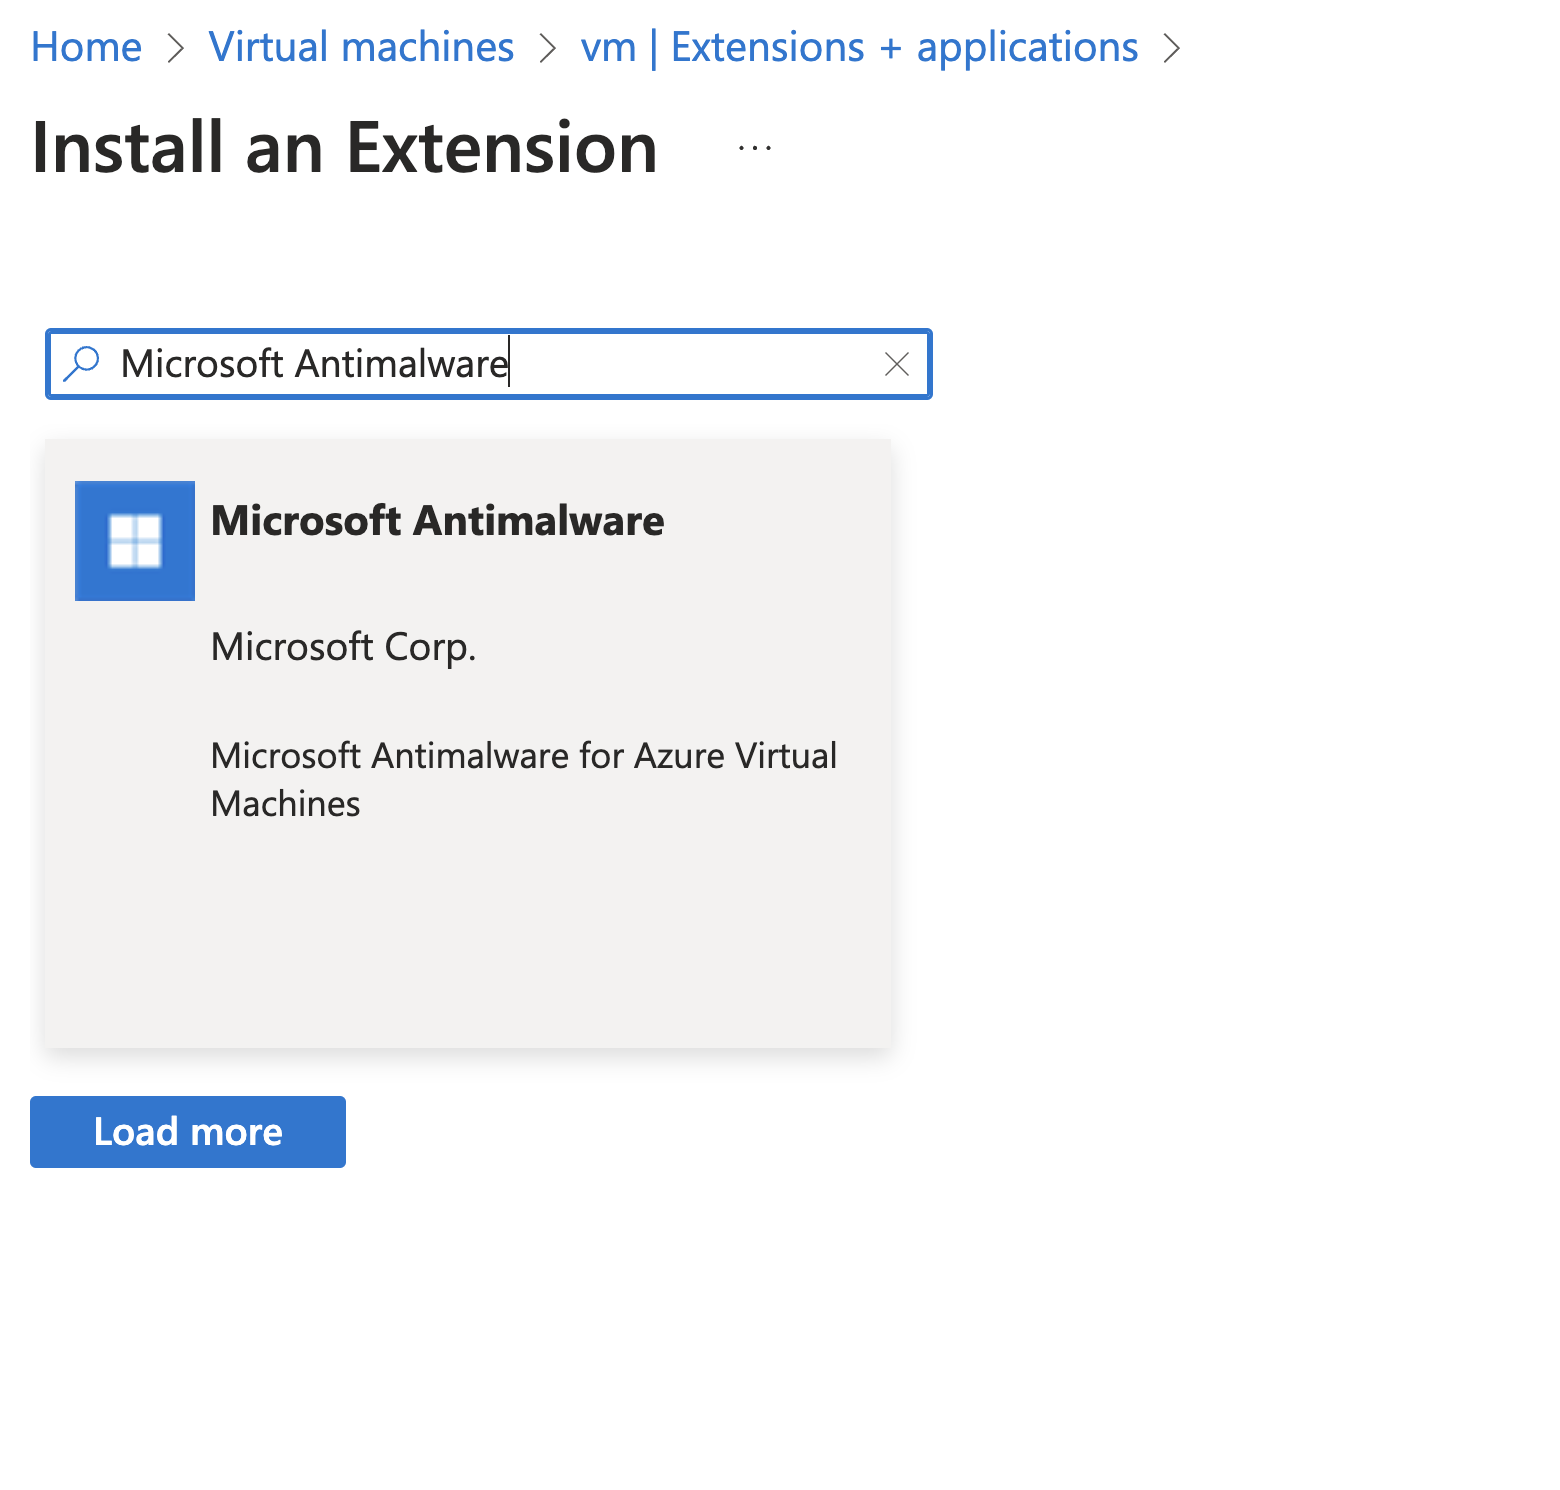 Home > Virtual machines > vm | Extensions + applications >
Install an Extension ...
Microsoft Antimalware
Microsoft Antimalware
Microsoft Corp.
Microsoft Antimalware for Azure Virtual
Machines
Load more